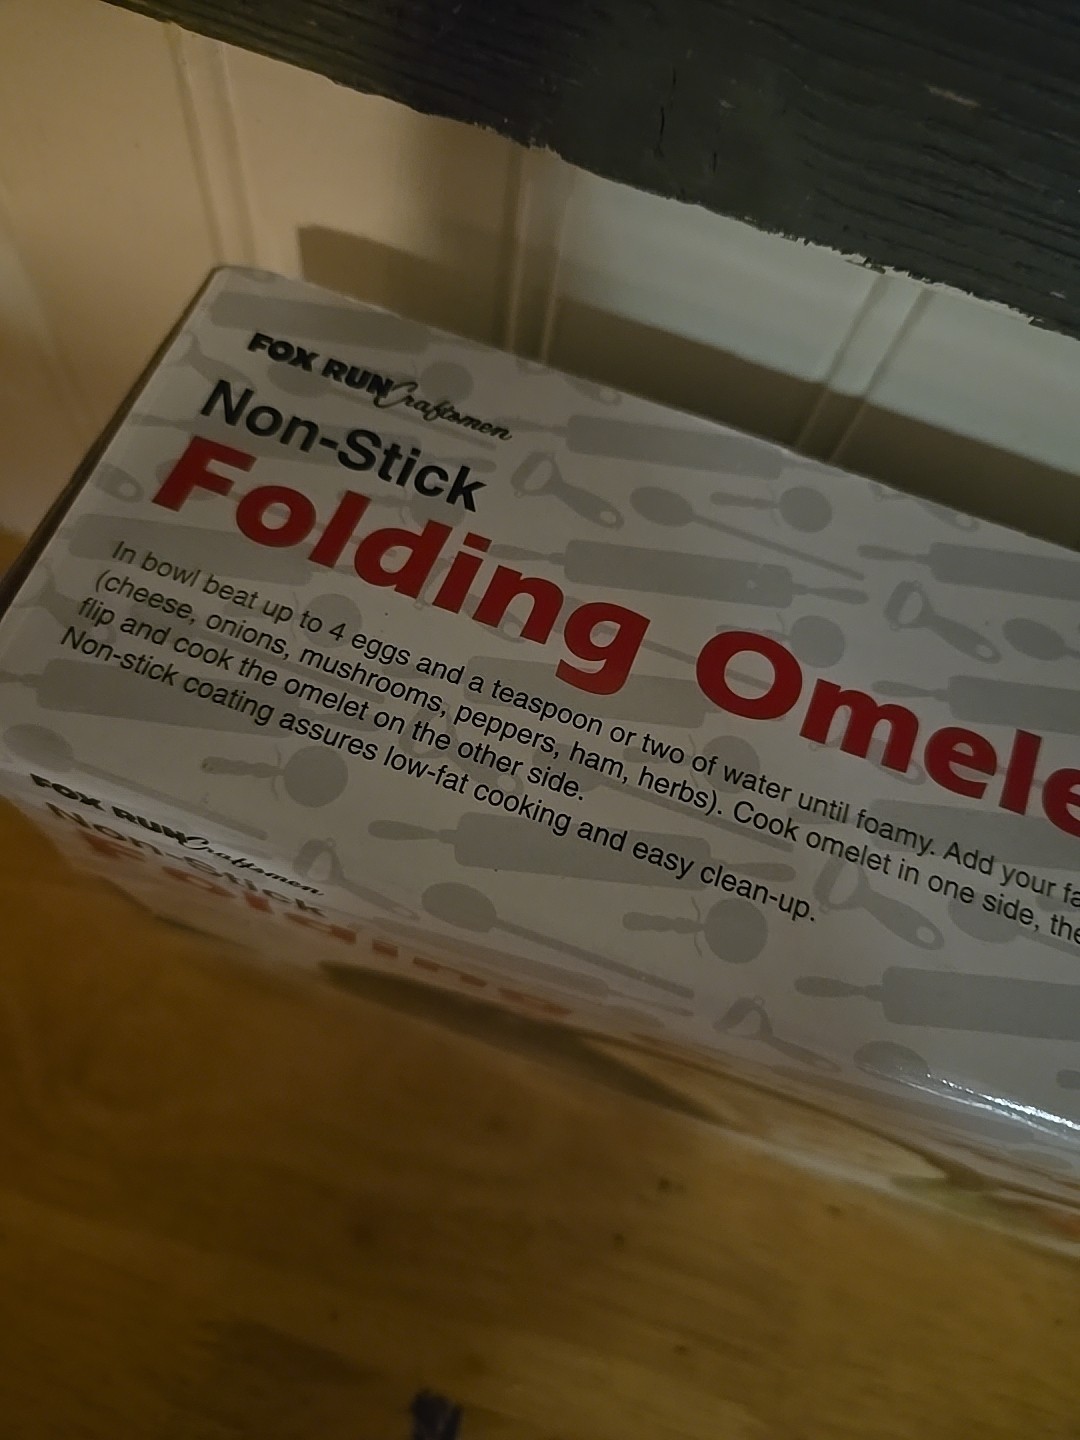 FOX RUN Craftsmen
Non-Stick
Folding Omele
In bowl beat up to 4 eggs and a teaspoon or two of water until foamy. Add your fa
(cheese, onions, mushrooms, peppers, ham, herbs). Cook omelet in one side, the
flip and cook the omelet on the other side.
Non-stick coating assures low-fat cooking and easy clean-up.
FOX RUN Craftsmen
Non-Stick
Folding